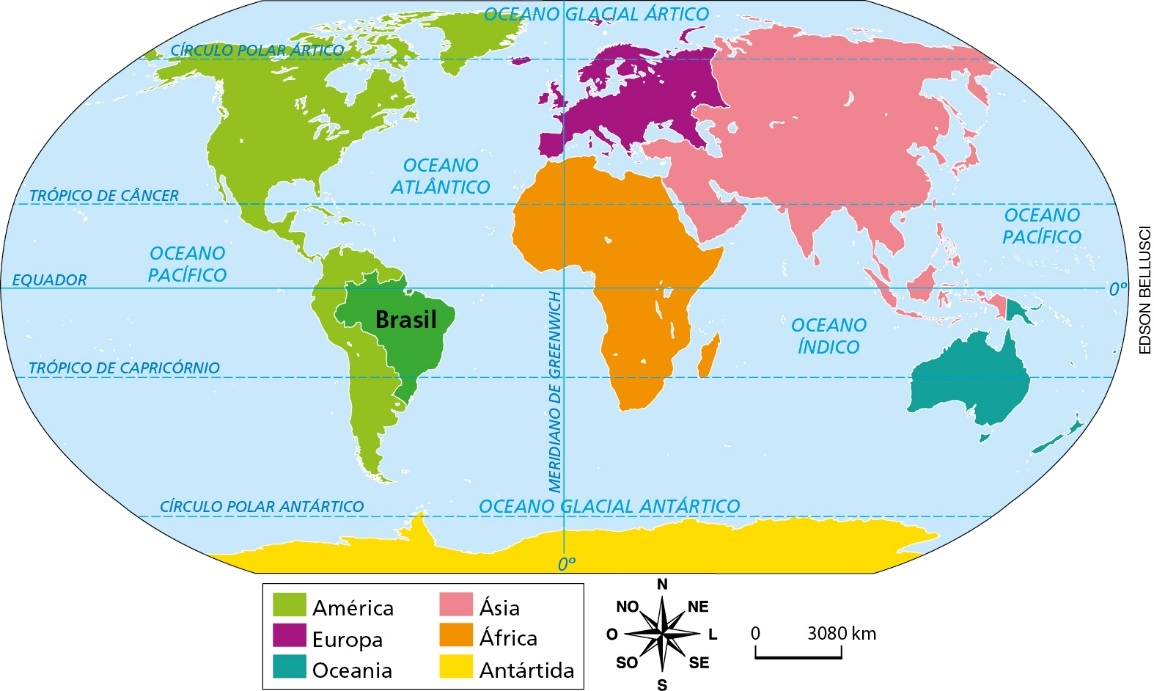 OCEANO GLACIAL ÁRTICO
CÍRCULO POLAR ÁRTICO
OCEANO
ATLÂNTICO
TRÓPICO DE CÂNCER
OCEANO
PACÍFICO
OCEANO
PACÍFICO
EQUADOR
0º
Brasil
OCEANO
ÍNDICO
MERIDIANO DE GREENWICH
TRÓPICO DE CAPRICÓRNIO
CÍRCULO POLAR ANTÁRTICO
OCEANO GLACIAL ANTÁRTICO
0º
EDSON BELLUSCI
América
Europa
Oceania
Ásia
África
Antártida
N
NO
NE
O
L
SO
SE
S
0 3080 km